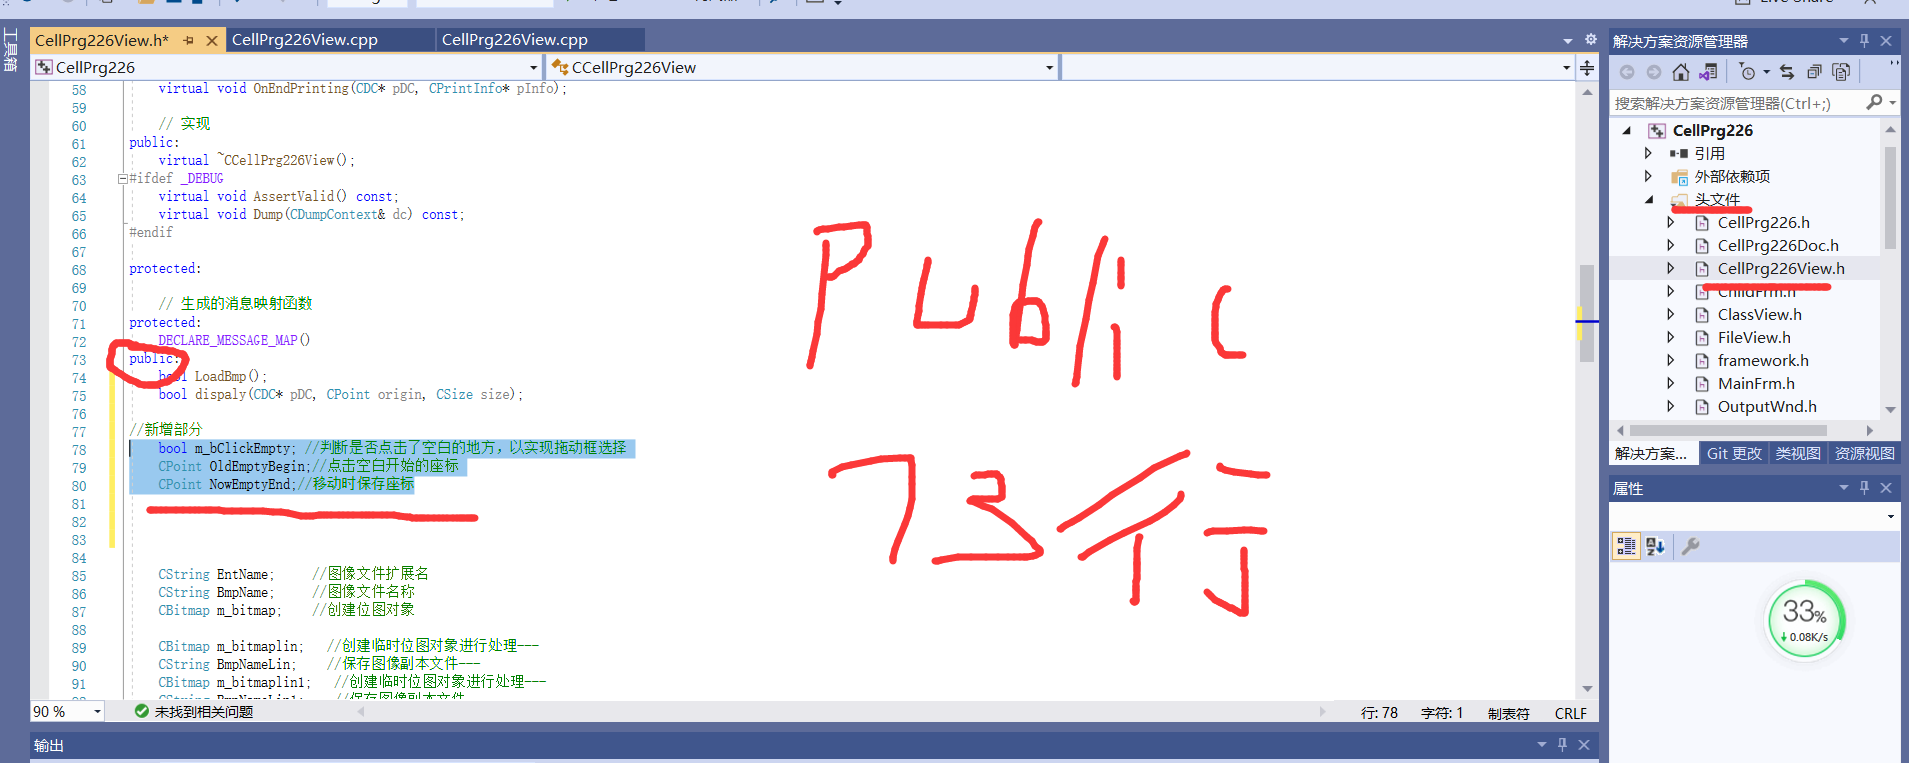 Live Share
工具箱
CellPrg226View.h*
CellPrg226View.cpp
CellPrg226View.cpp
CellPrg226
CCellPrg226View
58 virtual void OnEndPrinting(CDC* pDC, CPrintInfo* pInfo);
59
60 // 实现
61 public:
62 virtual ~CCellPrg226View();
63 #ifdef _DEBUG
64 virtual void AssertValid() const;
65 virtual void Dump(CDumpContext& dc) const;
66 #endif
67
68 protected:
69
70 // 生成的消息映射函数
71 protected:
72 DECLARE_MESSAGE_MAP()
73 public:
74 bool LoadBmp();
75 bool dispaly(CDC* pDC, CPoint origin, CSize size);
76
77 //新增部分
78 bool m_bClickEmpty; //判断是否点击了空白的地方，以实现拖动框选择
79 CPoint OldEmptyBegin;//点击空白开始的座标
80 CPoint NowEmptyEnd;//移动时保存座标
81
82
83
84
85 CString EntName; //图像文件扩展名
86 CString BmpName; //图像文件名称
87 CBitmap m_bitmap; //创建位图对象
88
89 CBitmap m_bitmaplin; //创建临时位图对象进行处理---
90 CString BmpNameLin; //保存图像副本文件---
91 CBitmap m_bitmaplin1; //创建临时位图对象进行处理---
CString BmpNameLin1; //保存图像副本文件
Public
73行
90 %
未找到相关问题
行: 78
字符: 1
制表符
CRLF
输出
解决方案资源管理器
搜索解决方案资源管理器(Ctrl+;)
CellPrg226
引用
外部依赖项
头文件
CellPrg226.h
CellPrg226Doc.h
CellPrg226View.h
ChildFrm.h
ClassView.h
FileView.h
framework.h
MainFrm.h
OutputWnd.h
解决方案...
Git 更改
类视图
资源视图
属性
33%
0.08K/s